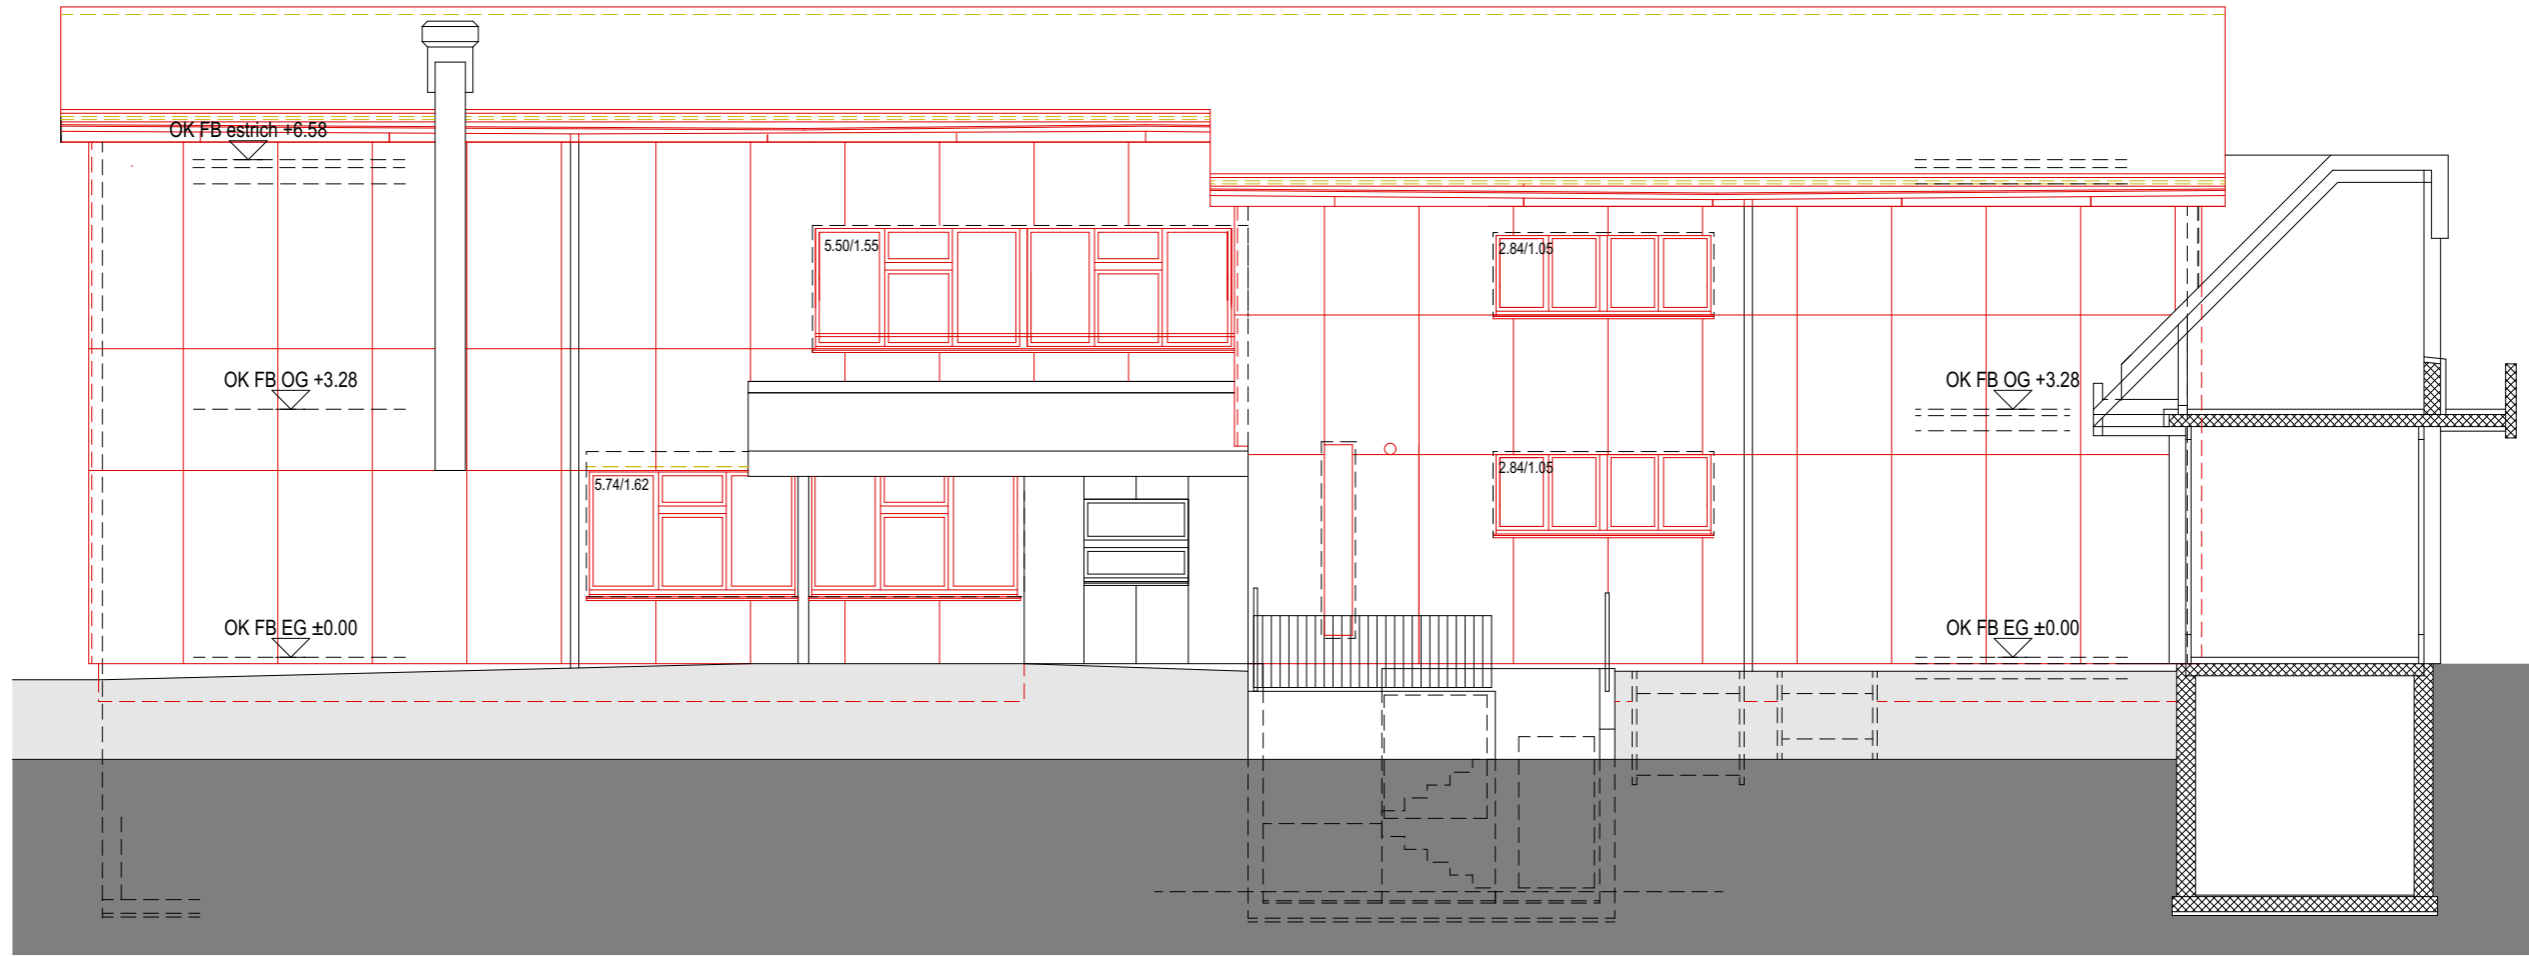 OK FB estrich +6.58
5.50/1.55
2.84/1.05
OK FB OG +3.28
OK FB OG +3.28
2.84/1.05
5.74/1.62
OK FB EG ±0.00
OK FB EG ±0.00